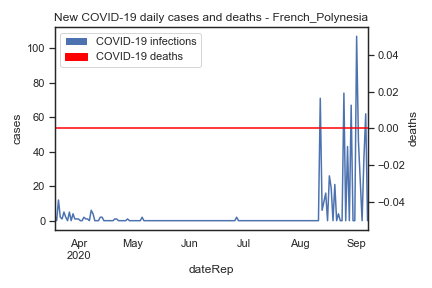 New COVID-19 daily cases and deaths - French_Polynesia
COVID-19 infections
COVID-19 deaths
100
80
60
40
20
0
cases
0.04
0.02
0.00
−0.02
−0.04
deaths
Apr May Jun Jul Aug Sep
2020
dateRep